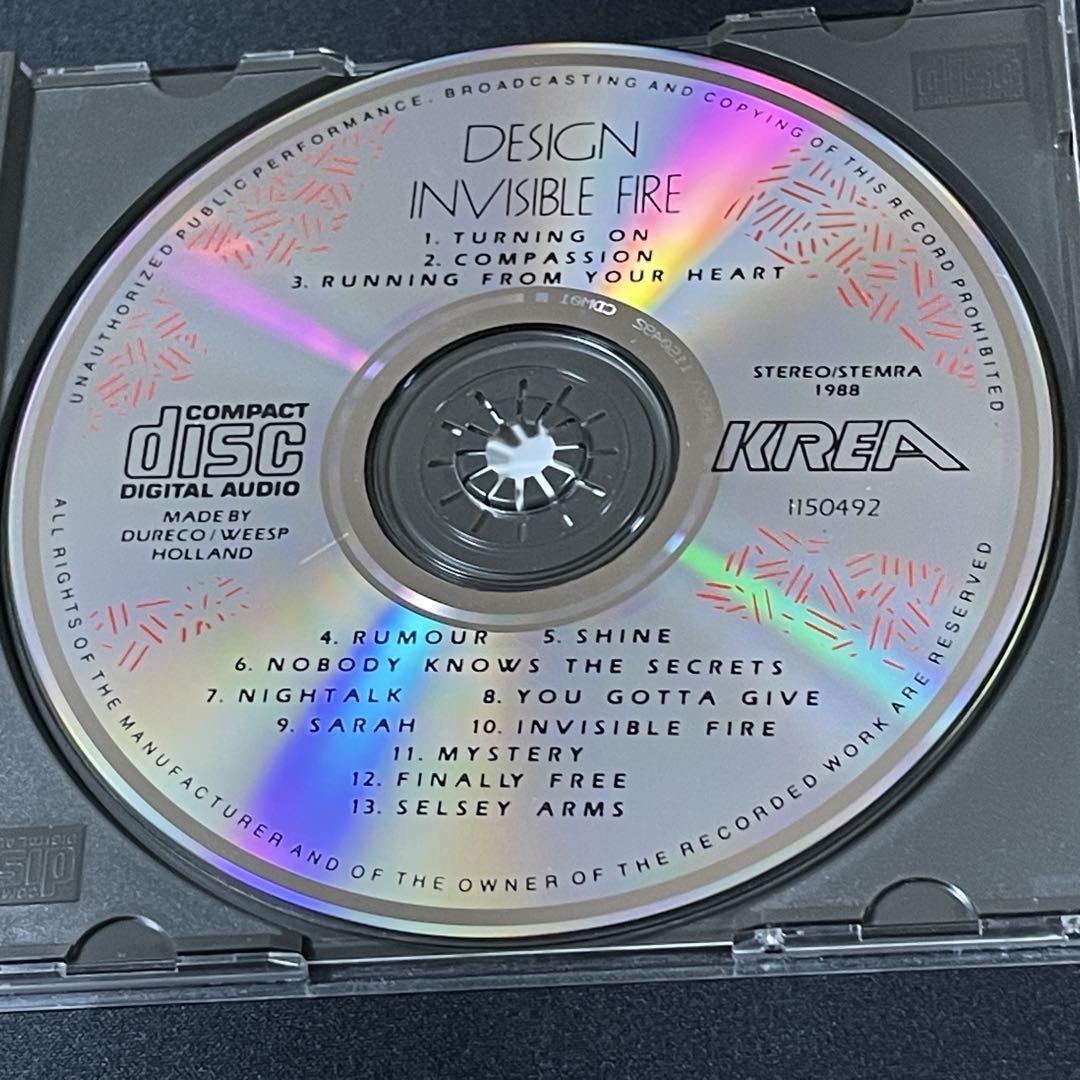 UNAUTHORIZED PUBLIC PERFORMANCE, BROADCASTING AND COPYING OF THIS RECORD PROHIBITED.
DESIGN
INVISIBLE FIRE
1. TURNING ON
2. COMPASSION
3. RUNNING FROM YOUR HEART
STEREO/STEMRA
1988
KREA
1150492
COMPACT
disc
DIGITAL AUDIO
MADE BY
DURECO/WEESP
HOLLAND
4. RUMOUR 5. SHINE
6. NOBODY KNOWS THE SECRETS
7. NIGHTALK 8. YOU GOTTA GIVE
9. SARAH 10. INVISIBLE FIRE
11. MYSTERY
12. FINALLY FREE
13. SELSEY ARMS
ALL RIGHTS OF THE MANUFACTURER AND OF THE OWNER OF THE RECORDED WORK ARE RESERVED